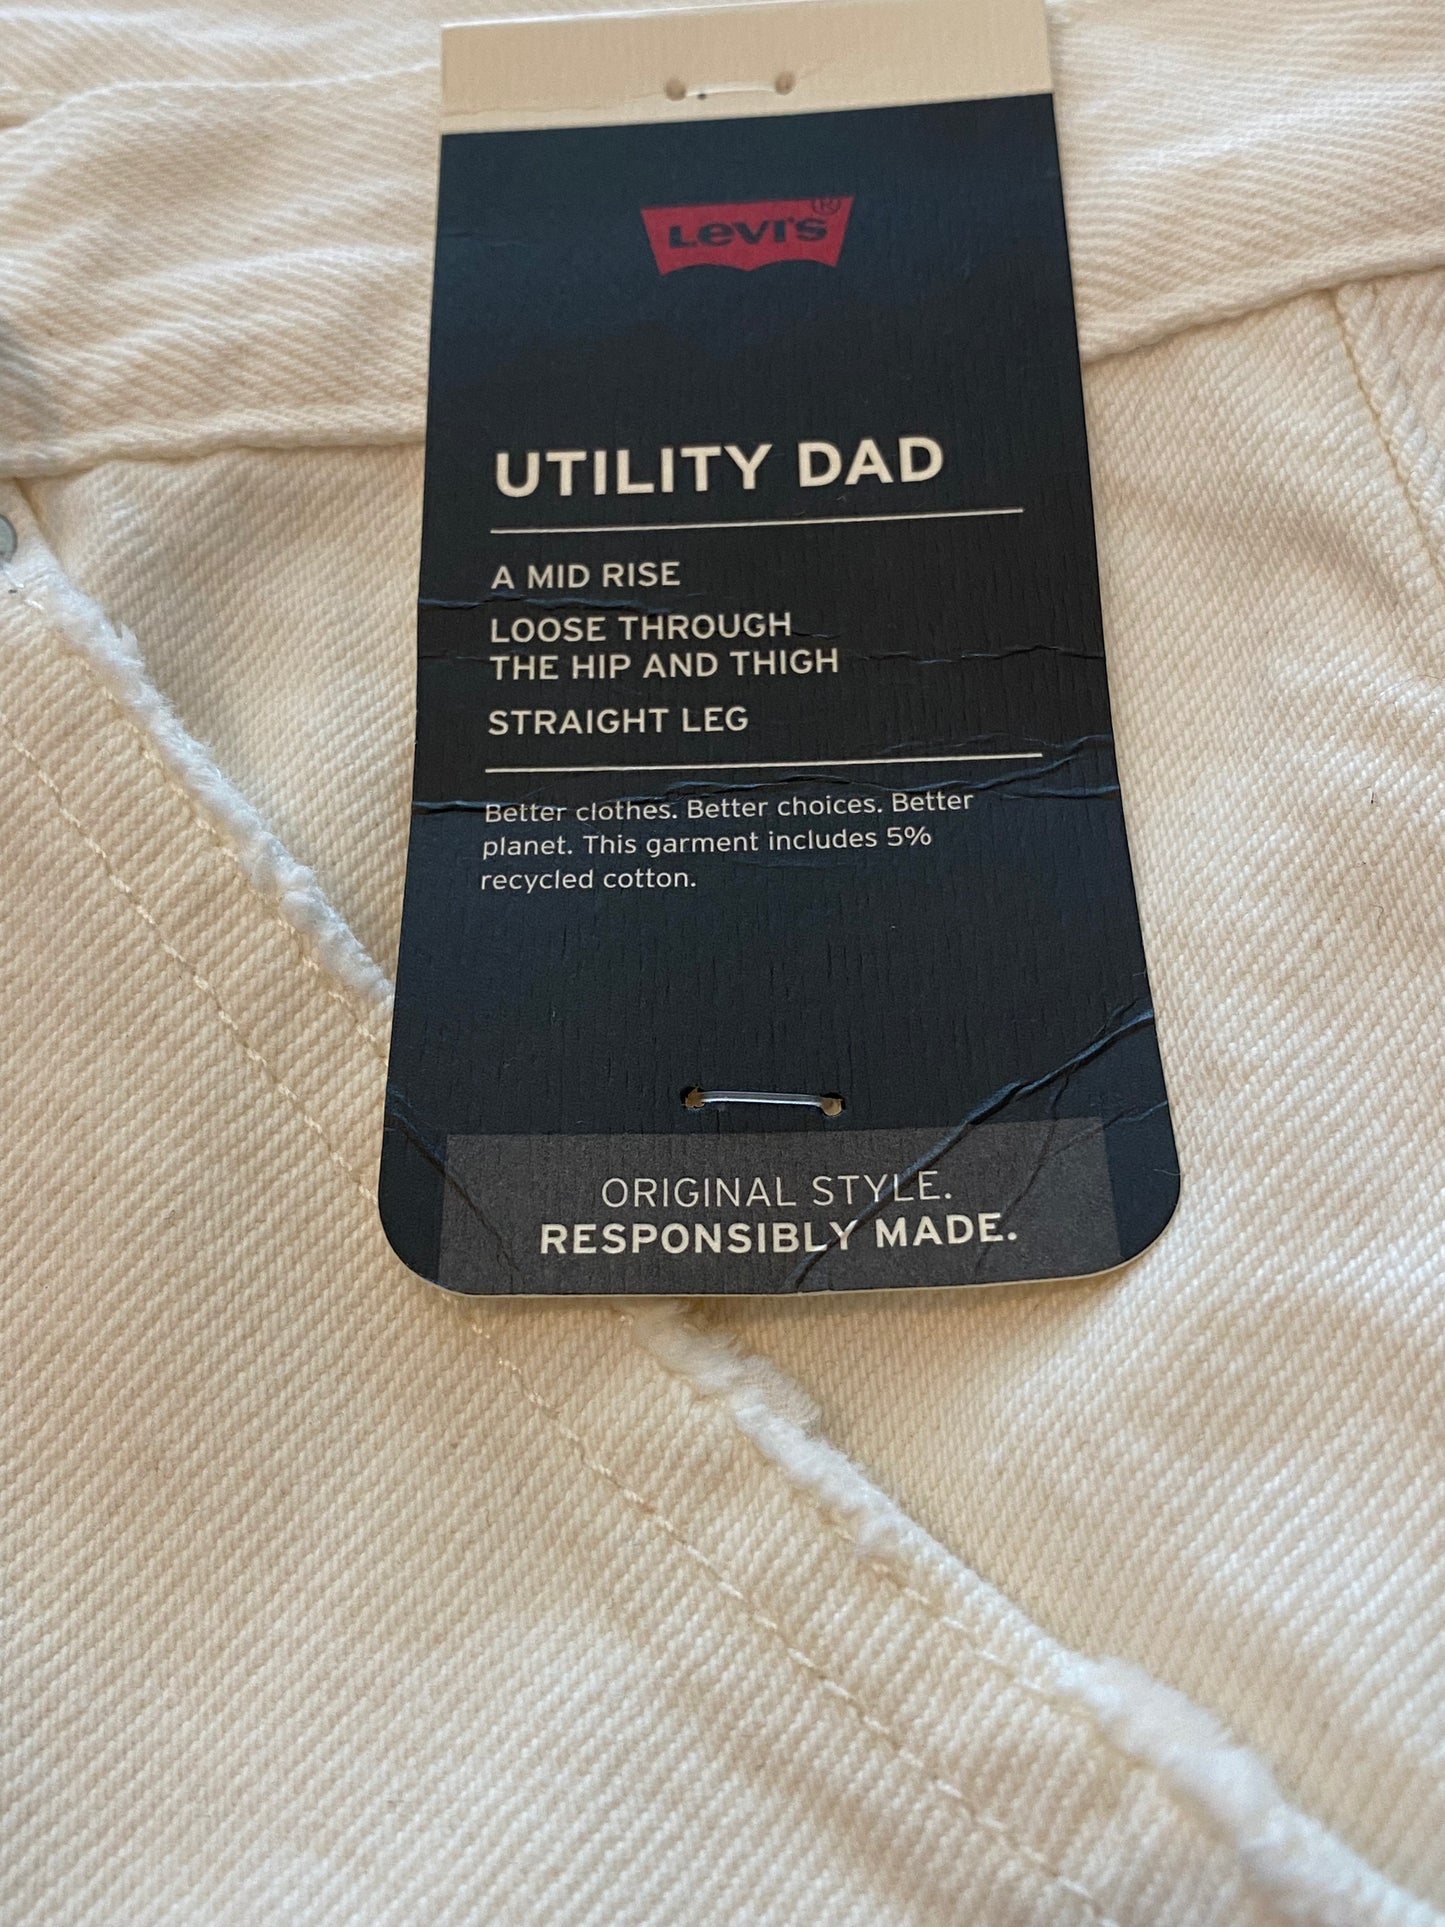 Levi's®
UTILITY DAD
A MID RISE
LOOSE THROUGH
THE HIP AND THIGH
STRAIGHT LEG
Better clothes. Better choices. Better
planet. This garment includes 5%
recycled cotton.
ORIGINAL STYLE.
RESPONSIBLY MADE.